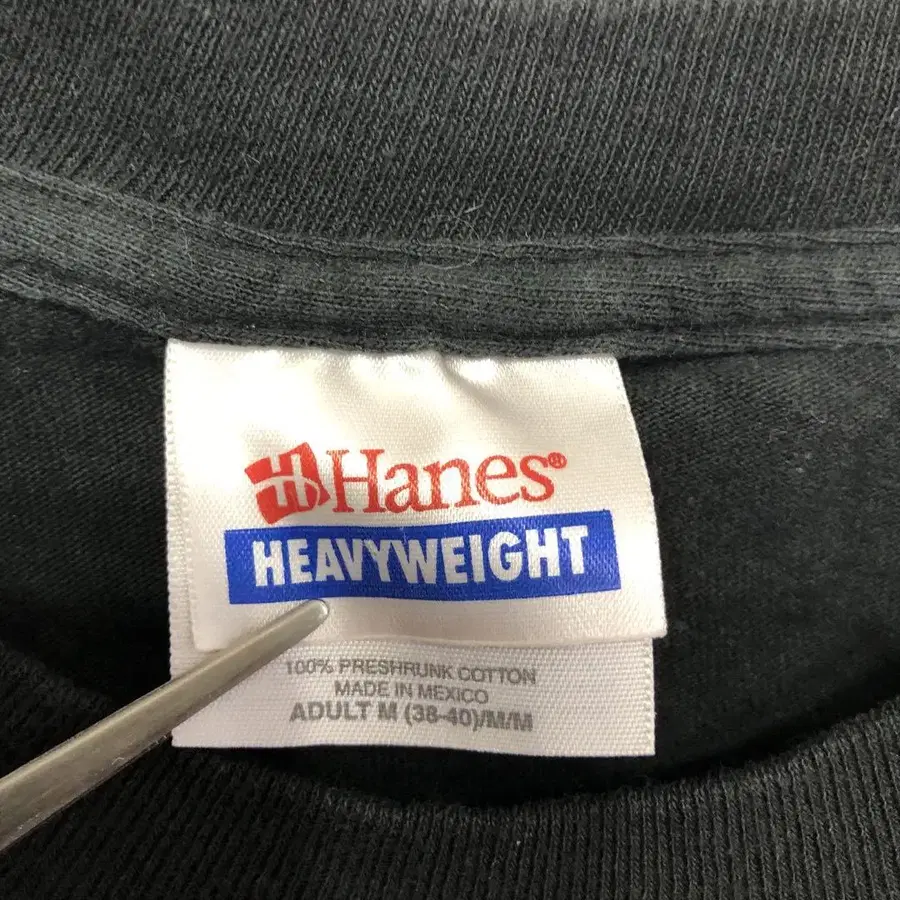 H Hanes®
HEAVYWEIGHT
100% PRESHRUNK COTTON
MADE IN MEXICO
ADULT M (38-40)/M/M